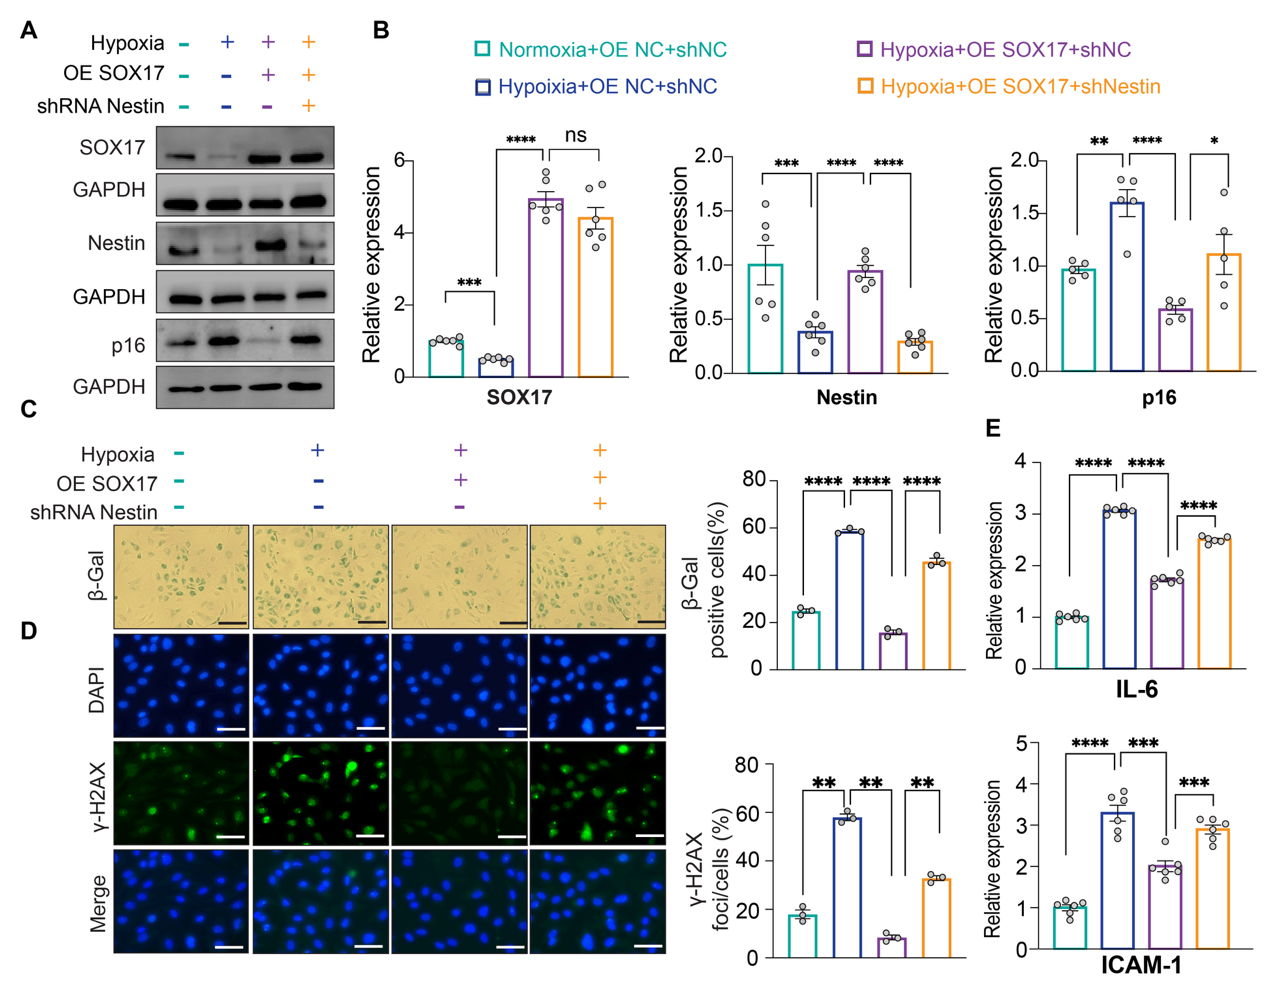 A
Hypoxia - + + +
OE SOX17 - - + +
shRNA Nestin - - - +
SOX17
GAPDH
Nestin
GAPDH
p16
GAPDH
B
Normoxia+OE NC+shNC
Hypoixia+OE NC+shNC
Hypoxia+OE SOX17+shNC
Hypoxia+OE SOX17+shNestin
Relative expression
6
4
2
0
***
****
ns
SOX17
Relative expression
2.0
1.5
1.0
0.5
0.0
***
****
****
Nestin
Relative expression
2.0
1.5
1.0
0.5
0.0
**
****
*
p16
C
Hypoxia - + + +
OE SOX17 - - + +
shRNA Nestin - - - +
β-Gal
β-Gal
positive cells(%)
80
60
40
20
0
****
****
****
D
DAPI
γ-H2AX
Merge
γ-H2AX
foci/cells (%)
80
60
40
20
0
**
**
**
E
Relative expression
4
3
2
1
0
****
****
****
IL-6
Relative expression
5
4
3
2
1
0
****
***
***
ICAM-1